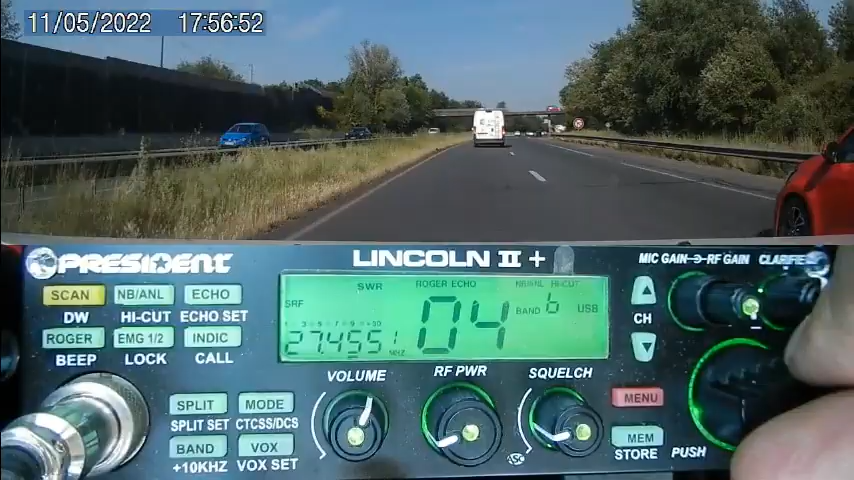 11/05/2022 17:56:52
PRESIDENT
LINCOLN II +
MIC GAIN RF GAIN CLARIFIE
SCAN NB/ANL ECHO
DW HI-CUT ECHO SET
ROGER EMG 1/2 INDIC
BEEP LOCK CALL
SWR ROGER ECHO NB/ANL HI-CUT
SRF 04 BAND b USB
27.455 MHZ
CH
VOLUME RF PWR SQUELCH
SPLIT MODE
SPLIT SET CTCSS/DCS
BAND VOX
+10KHZ VOX SET
MENU
MEM
STORE PUSH
ASC